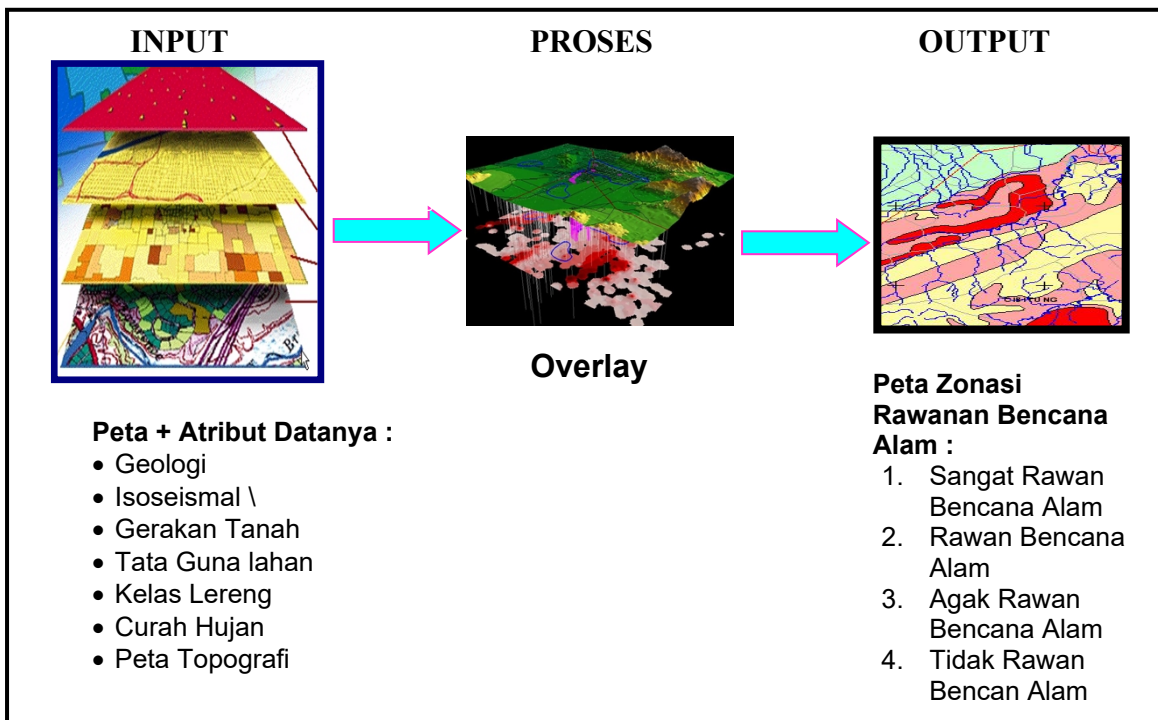 INPUT
PROSES
OUTPUT
Br
CIBITUNG
Overlay
Peta + Atribut Datanya :
• Geologi
• Isoseismal \
• Gerakan Tanah
• Tata Guna lahan
• Kelas Lereng
• Curah Hujan
• Peta Topografi
Peta Zonasi
Rawanan Bencana
Alam :
1. Sangat Rawan
Bencana Alam
2. Rawan Bencana
Alam
3. Agak Rawan
Bencana Alam
4. Tidak Rawan
Bencan Alam